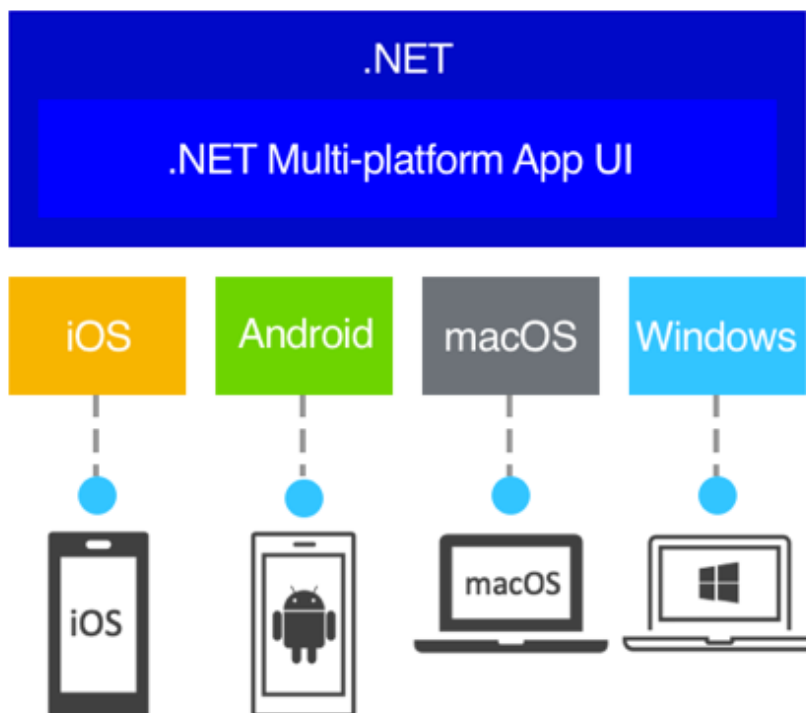 .NET
.NET Multi-platform App UI
iOS
Android
macOS
Windows
iOS
macOS